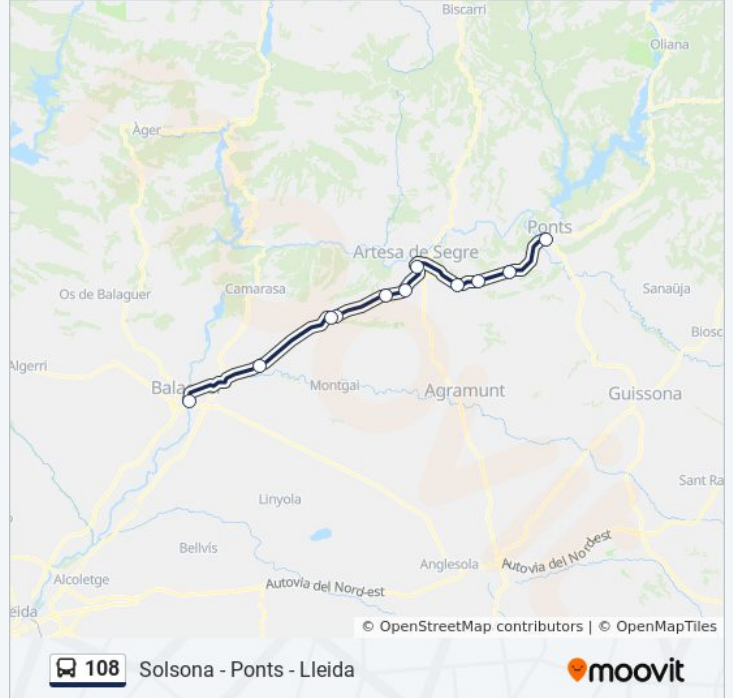 Biscarri
Oliana
Àger
Ponts
Artesa de Segre
Os de Balaguer
Camarasa
Sanaüja
Biosc
Algerri
Bala
Montgai
Agramunt
Guissona
Sant Ra
Linyola
Bellvís
Anglesola
Autovia del Nord-est
Alcoletge
Autovia del Nord-est
eida
© OpenStreetMap contributors | © OpenMapTiles
108 Solsona - Ponts - Lleida
moovit